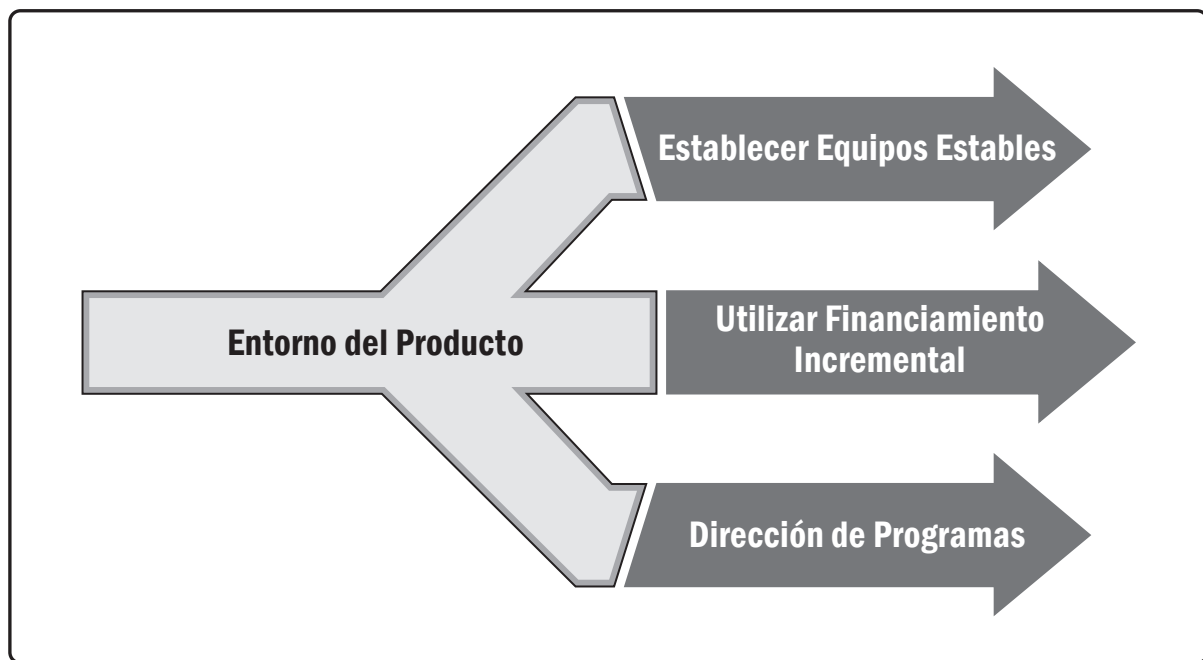 Establecer Equipos Estables
Entorno del Producto
Utilizar Financiamiento
Incremental
Dirección de Programas